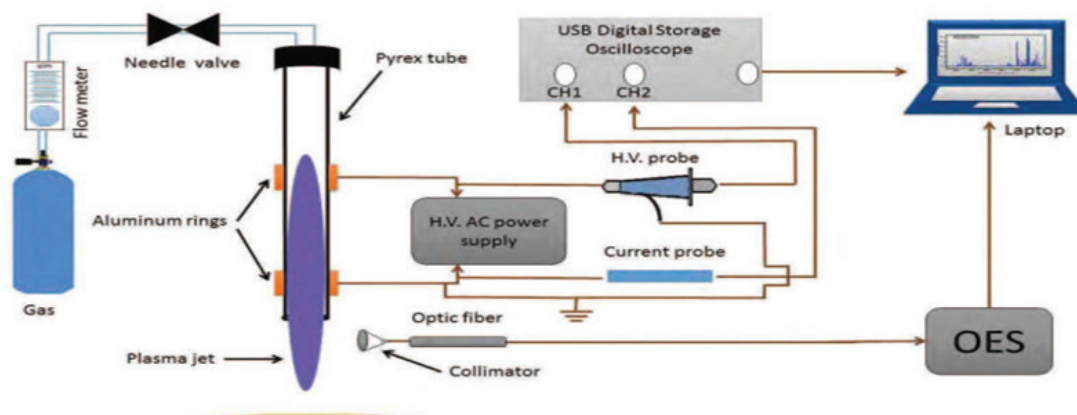 USB Digital Storage
Oscilloscope
CH1
CH2
Needle valve
Pyrex tube
Flow meter
Laptop
H.V. probe
Aluminum rings
H.V. AC power
supply
Current probe
Gas
Optic fiber
OES
Plasma jet
Collimator